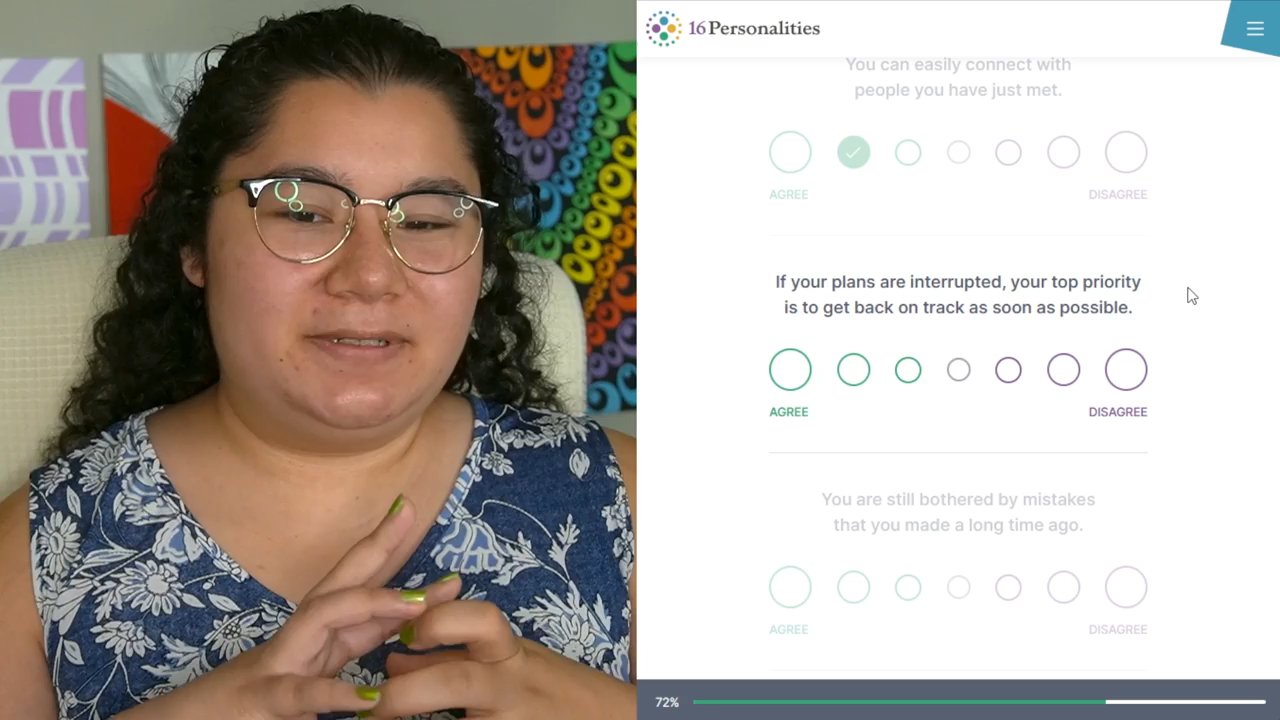 16Personalities
You can easily connect with
people you have just met.
AGREE
DISAGREE
If your plans are interrupted, your top priority
is to get back on track as soon as possible.
AGREE
DISAGREE
You are still bothered by mistakes
that you made a long time ago.
AGREE
DISAGREE
72%